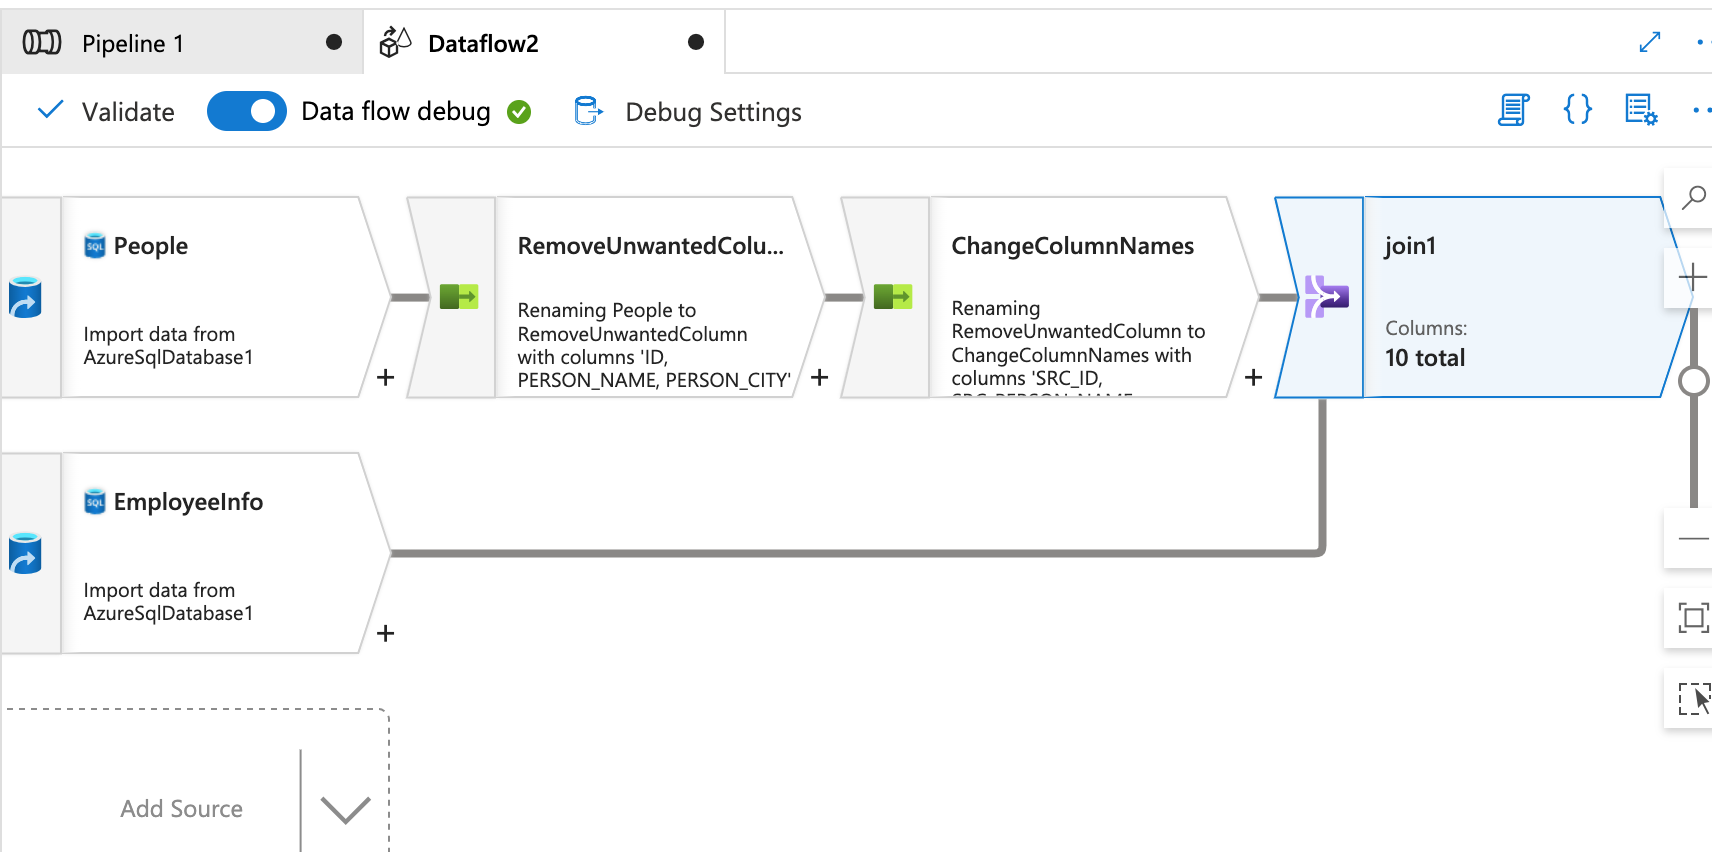 Pipeline 1
Dataflow2
Validate
Data flow debug
Debug Settings
People
Import data from
AzureSqlDatabase1
RemoveUnwantedColu...
Renaming People to
RemoveUnwantedColumn
with columns 'ID,
PERSON_NAME, PERSON_CITY'
ChangeColumnNames
Renaming
RemoveUnwantedColumn to
ChangeColumnNames with
columns 'SRC_ID,
join1
Columns:
10 total
SQL
EmployeeInfo
SQL
Import data from
AzureSqlDatabase1
Add Source